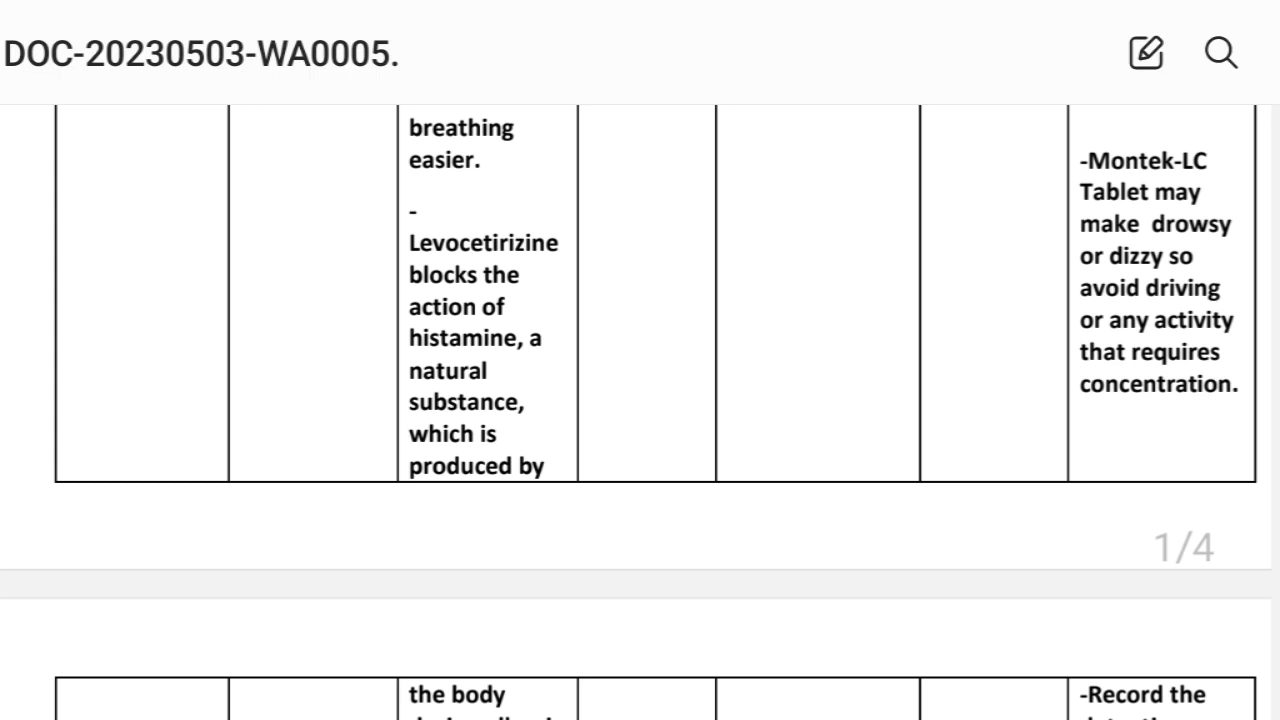 DOC-20230503-WA0005.
breathing
easier.
-
Levocetirizine
blocks the
action of
histamine, a
natural
substance,
which is
produced by
-Montek-LC
Tablet may
make  drowsy
or dizzy so
avoid driving
or any activity
that requires
concentration.
1/4
the body
-Record the